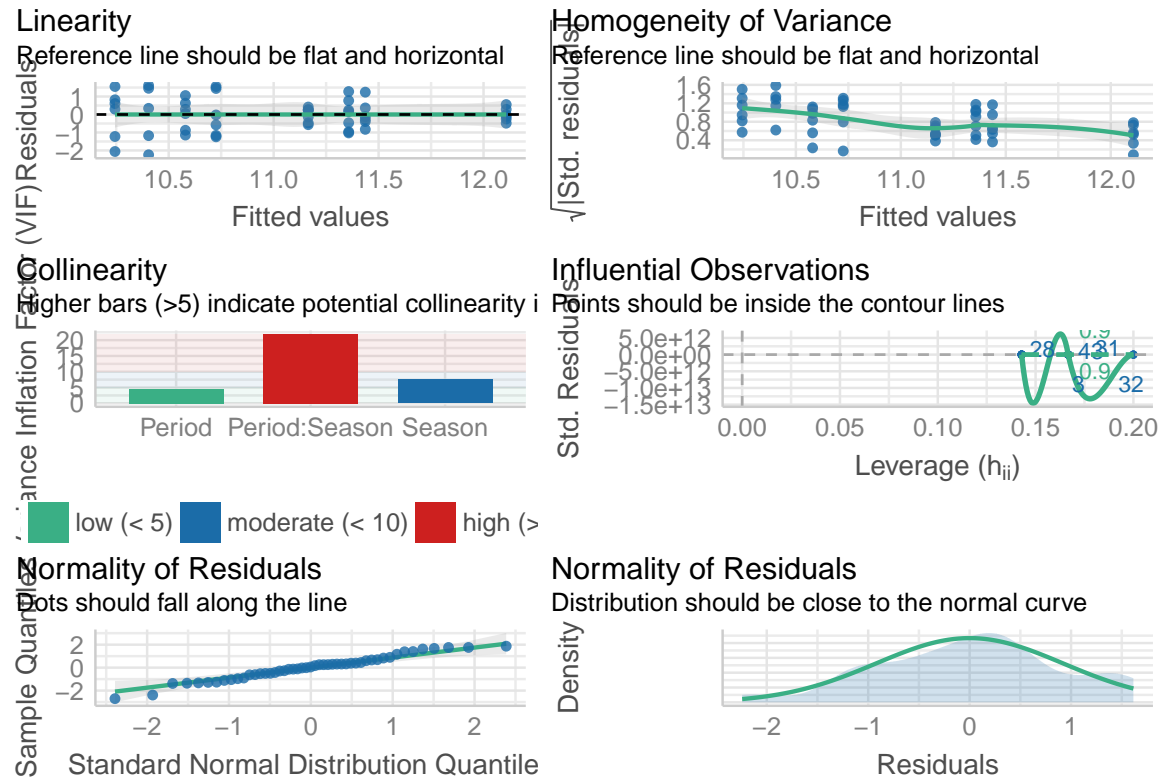 Linearity
Reference line should be flat and horizontal
Residuals
1
0
−1
−2
10.5 11.0 11.5 12.0
Fitted values
Homogeneity of Variance
Reference line should be flat and horizontal
√|Std. residuals|
1.6
1.2
0.8
0.4
10.5 11.0 11.5 12.0
Fitted values
Collinearity
Higher bars (>5) indicate potential collinearity i
Inflation Factor (VIF)
20
15
10
5
0
Period Period:Season Season
low (< 5) moderate (< 10) high (>
Influential Observations
Points should be inside the contour lines
Std. Residuals
5.0e+12
0.0e+00
−5.0e+12
−1.0e+13
−1.5e+13
0.9
28 43 31
0.9
3 32
0.00 0.05 0.10 0.15 0.20
Leverage (hii)
Normality of Residuals
Dots should fall along the line
Sample Quantiles
2
0
−2
−2 −1 0 1 2
Standard Normal Distribution Quantile
Normality of Residuals
Distribution should be close to the normal curve
Density
−2 −1 0 1
Residuals